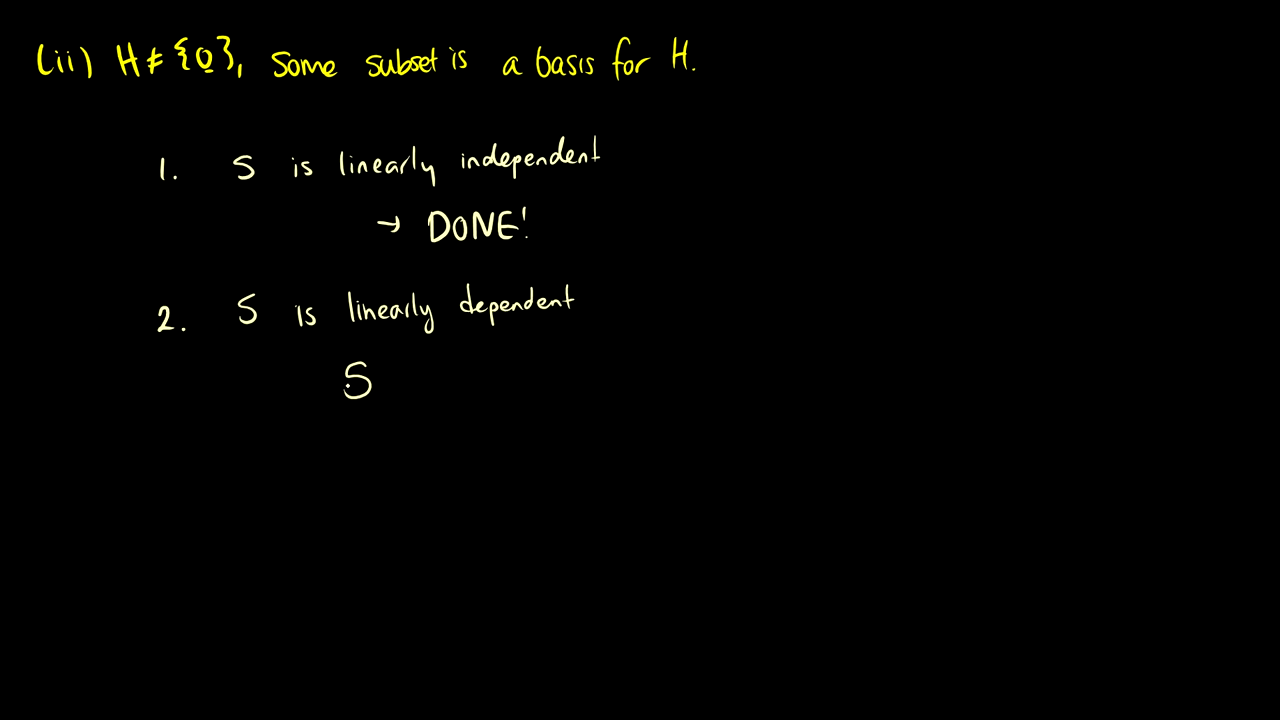 (ii) H ≠ {0}, Some subset is a basis for H.
1. S is linearly independent
→ DONE!
2. S is linearly dependent
S